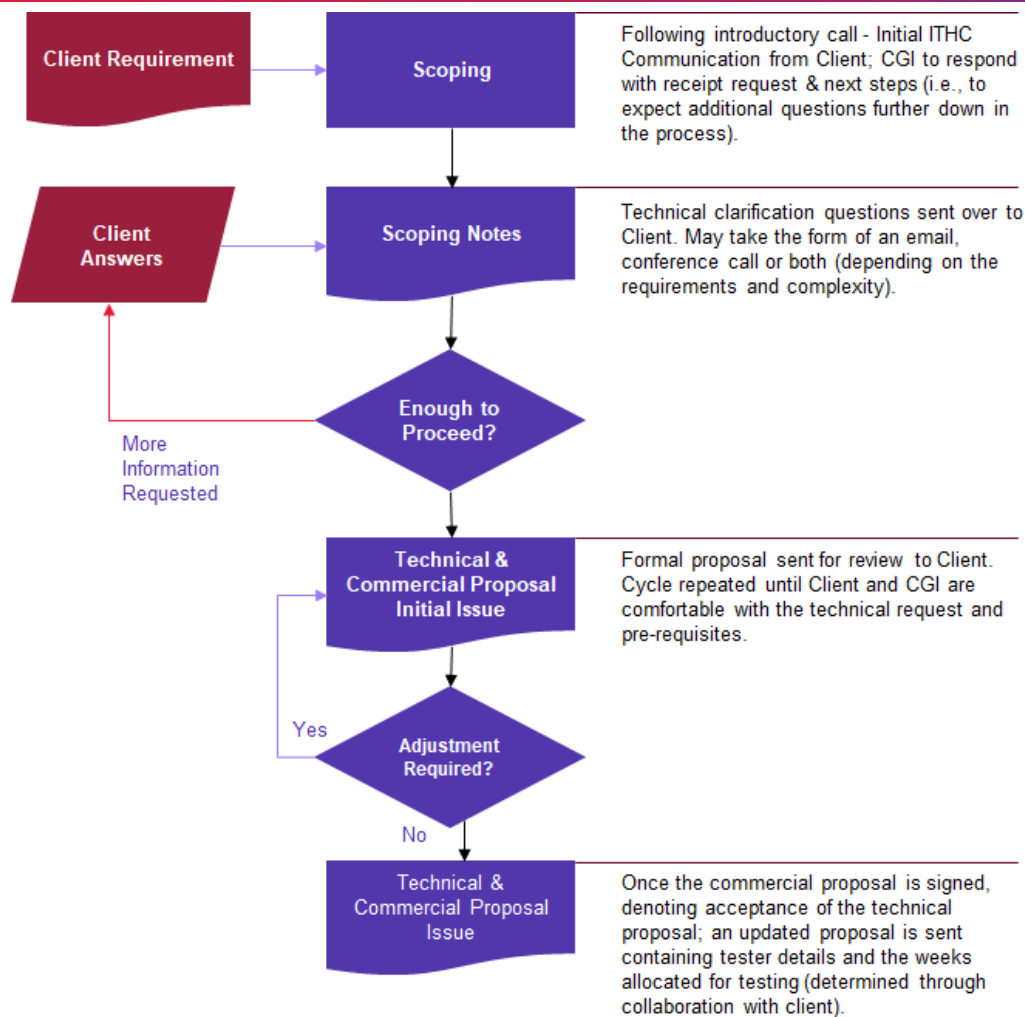 Client Requirement
Scoping
Following introductory call - Initial ITHC
Communication from Client; CGI to respond
with receipt request & next steps (i.e., to
expect additional questions further down in
the process).
Client
Answers
Scoping Notes
Technical clarification questions sent over to
Client. May take the form of an email,
conference call or both (depending on the
requirements and complexity).
Enough to
Proceed?
More
Information
Requested
Technical &
Commercial Proposal
Initial Issue
Formal proposal sent for review to Client.
Cycle repeated until Client and CGI are
comfortable with the technical request and
pre-requisites.
Yes
Adjustment
Required?
No
Technical &
Commercial Proposal
Issue
Once the commercial proposal is signed,
denoting acceptance of the technical
proposal; an updated proposal is sent
containing tester details and the weeks
allocated for testing (determined through
collaboration with client).